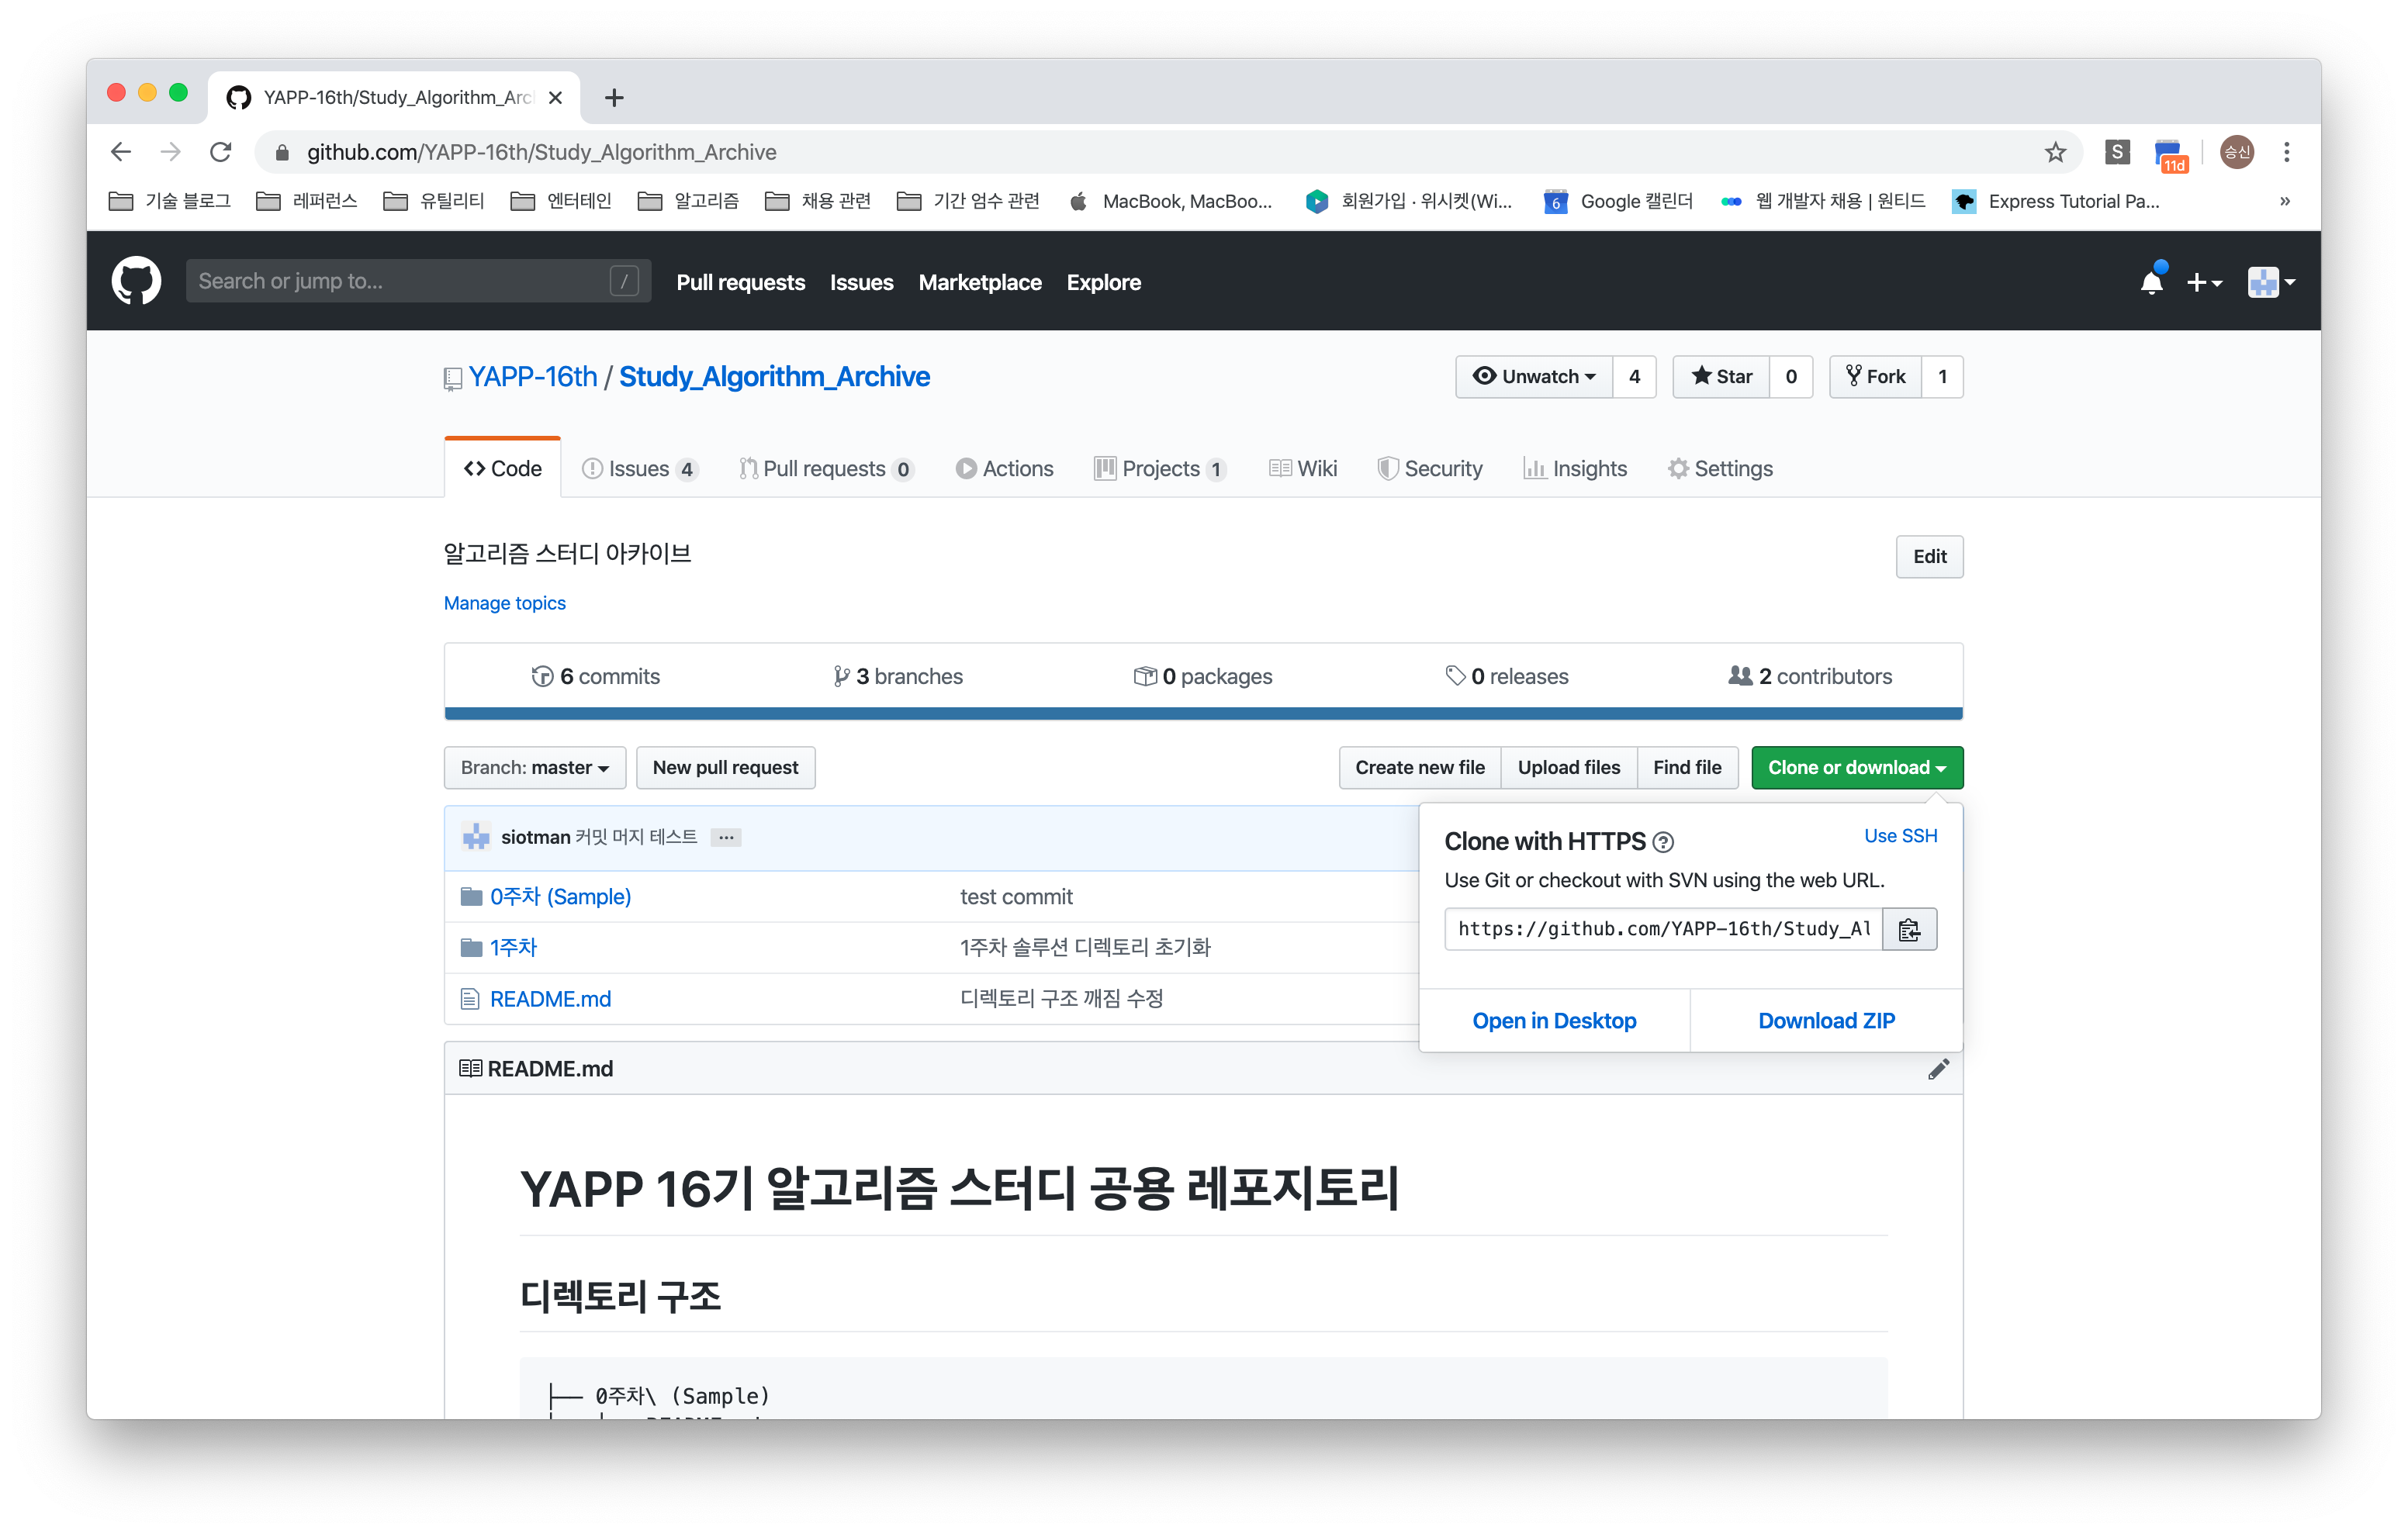 YAPP-16th/Study_Algorithm_Arc
github.com/YAPP-16th/Study_Algorithm_Archive
S
11d
승신
기술 블로그 레퍼런스 유틸리티 엔터테인 알고리즘 채용 관련 기간 엄수 관련 MacBook, MacBoo... 회원가입 · 위시켓(Wi... 6 Google 캘린더 웹 개발자 채용 | 원티드 Express Tutorial Pa... »
Search or jump to... / Pull requests Issues Marketplace Explore
YAPP-16th / Study_Algorithm_Archive Unwatch 4 Star 0 Fork 1
Code Issues 4 Pull requests 0 Actions Projects 1 Wiki Security Insights Settings
알고리즘 스터디 아카이브 Edit
Manage topics
6 commits 3 branches 0 packages 0 releases 2 contributors
Branch: master New pull request Create new file Upload files Find file Clone or download
siotman 커밋 머지 테스트 ...
0주차 (Sample) test commit
1주차 1주차 솔루션 디렉토리 초기화
README.md 디렉토리 구조 깨짐 수정
Clone with HTTPS ? Use SSH
Use Git or checkout with SVN using the web URL.
https://github.com/YAPP-16th/Study_Al
Open in Desktop Download ZIP
README.md
YAPP 16기 알고리즘 스터디 공용 레포지토리
디렉토리 구조
├── 0주차\ (Sample)